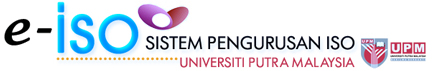 e-iso
SISTEM PENGURUSAN ISO
UNIVERSITI PUTRA MALAYSIA
UPM